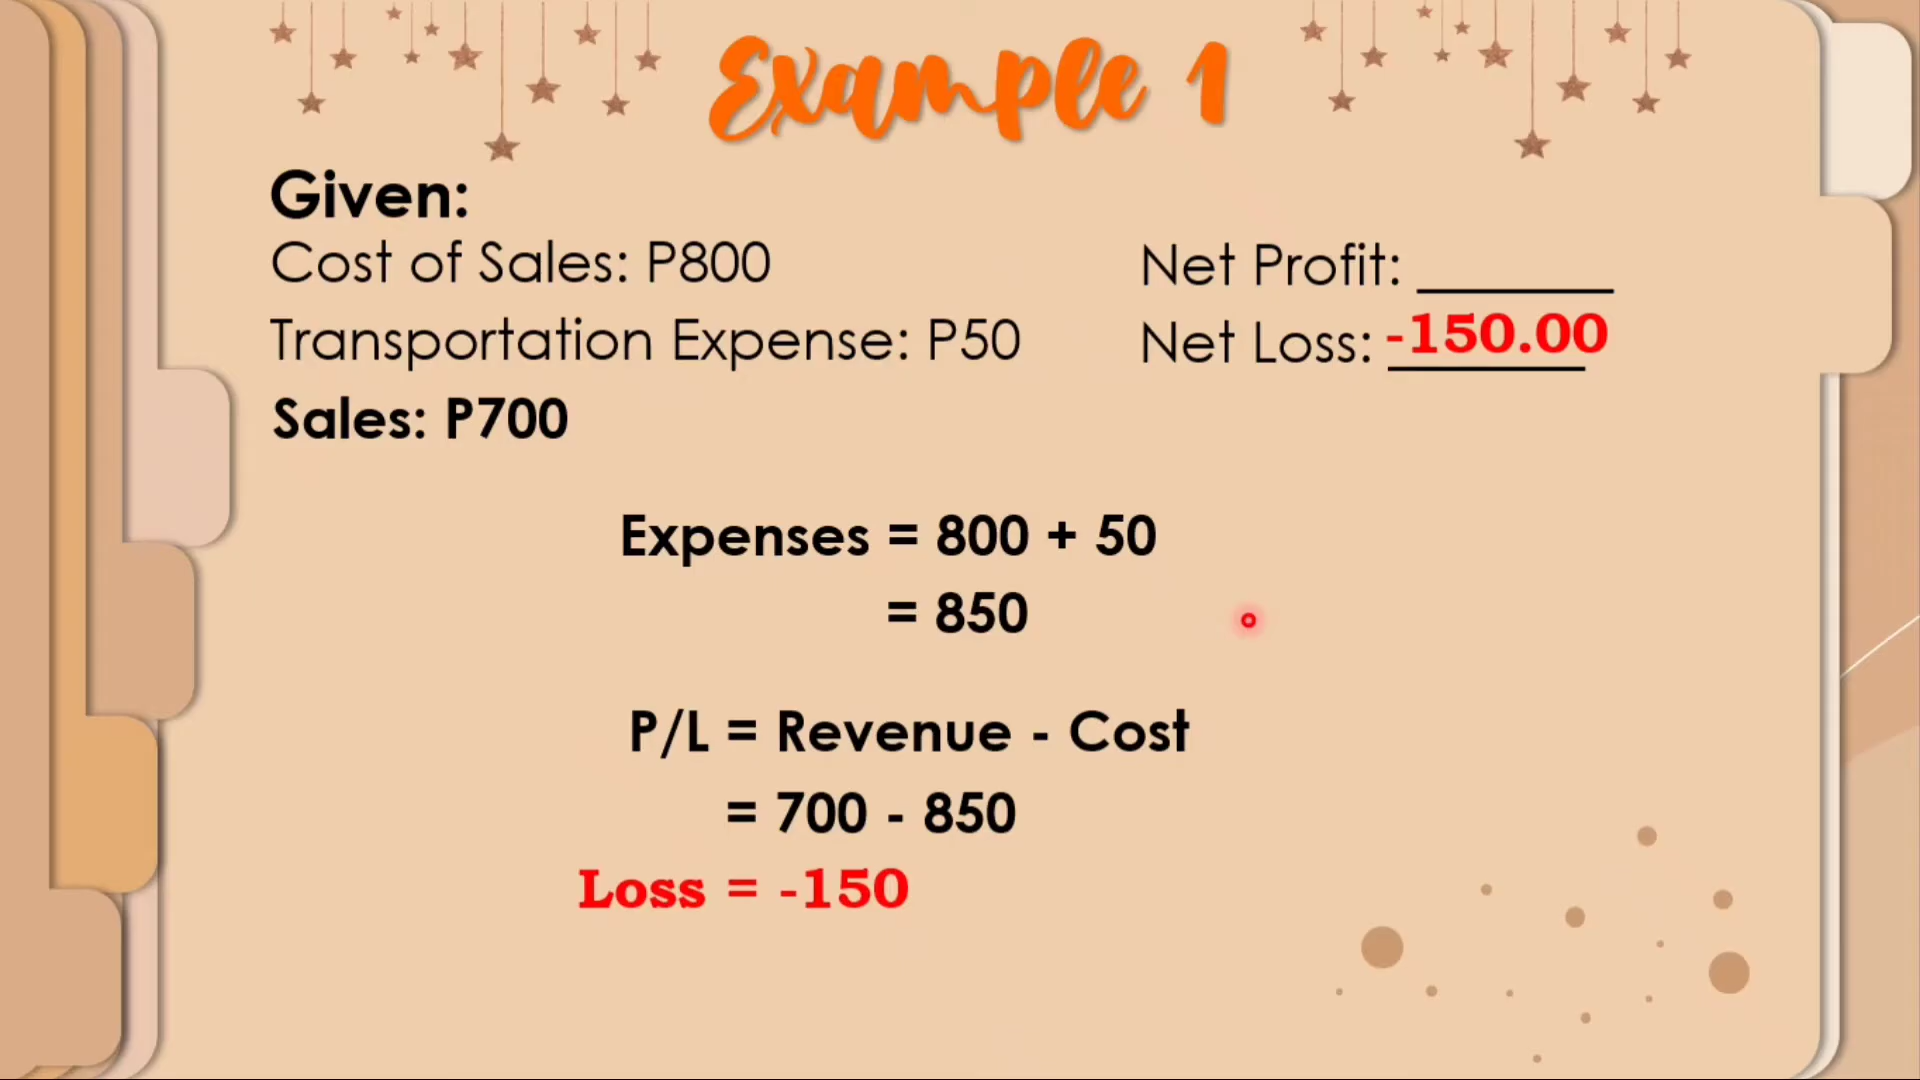 Example 1
Given:
Cost of Sales: P800
Transportation Expense: P50
Sales: P700
Net Profit: _______
Net Loss: -150.00
Expenses = 800 + 50
= 850
P/L = Revenue - Cost
= 700 - 850
Loss = -150